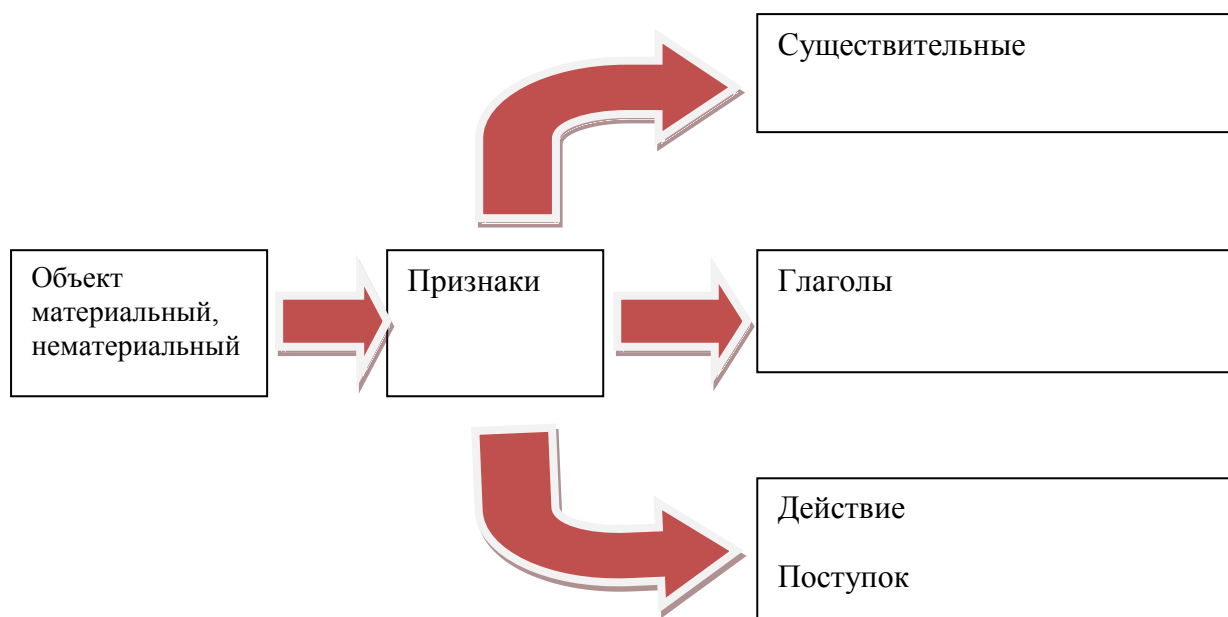 Существительные
Объект
материальный,
нематериальный
Признаки
Глаголы
Действие
Поступок